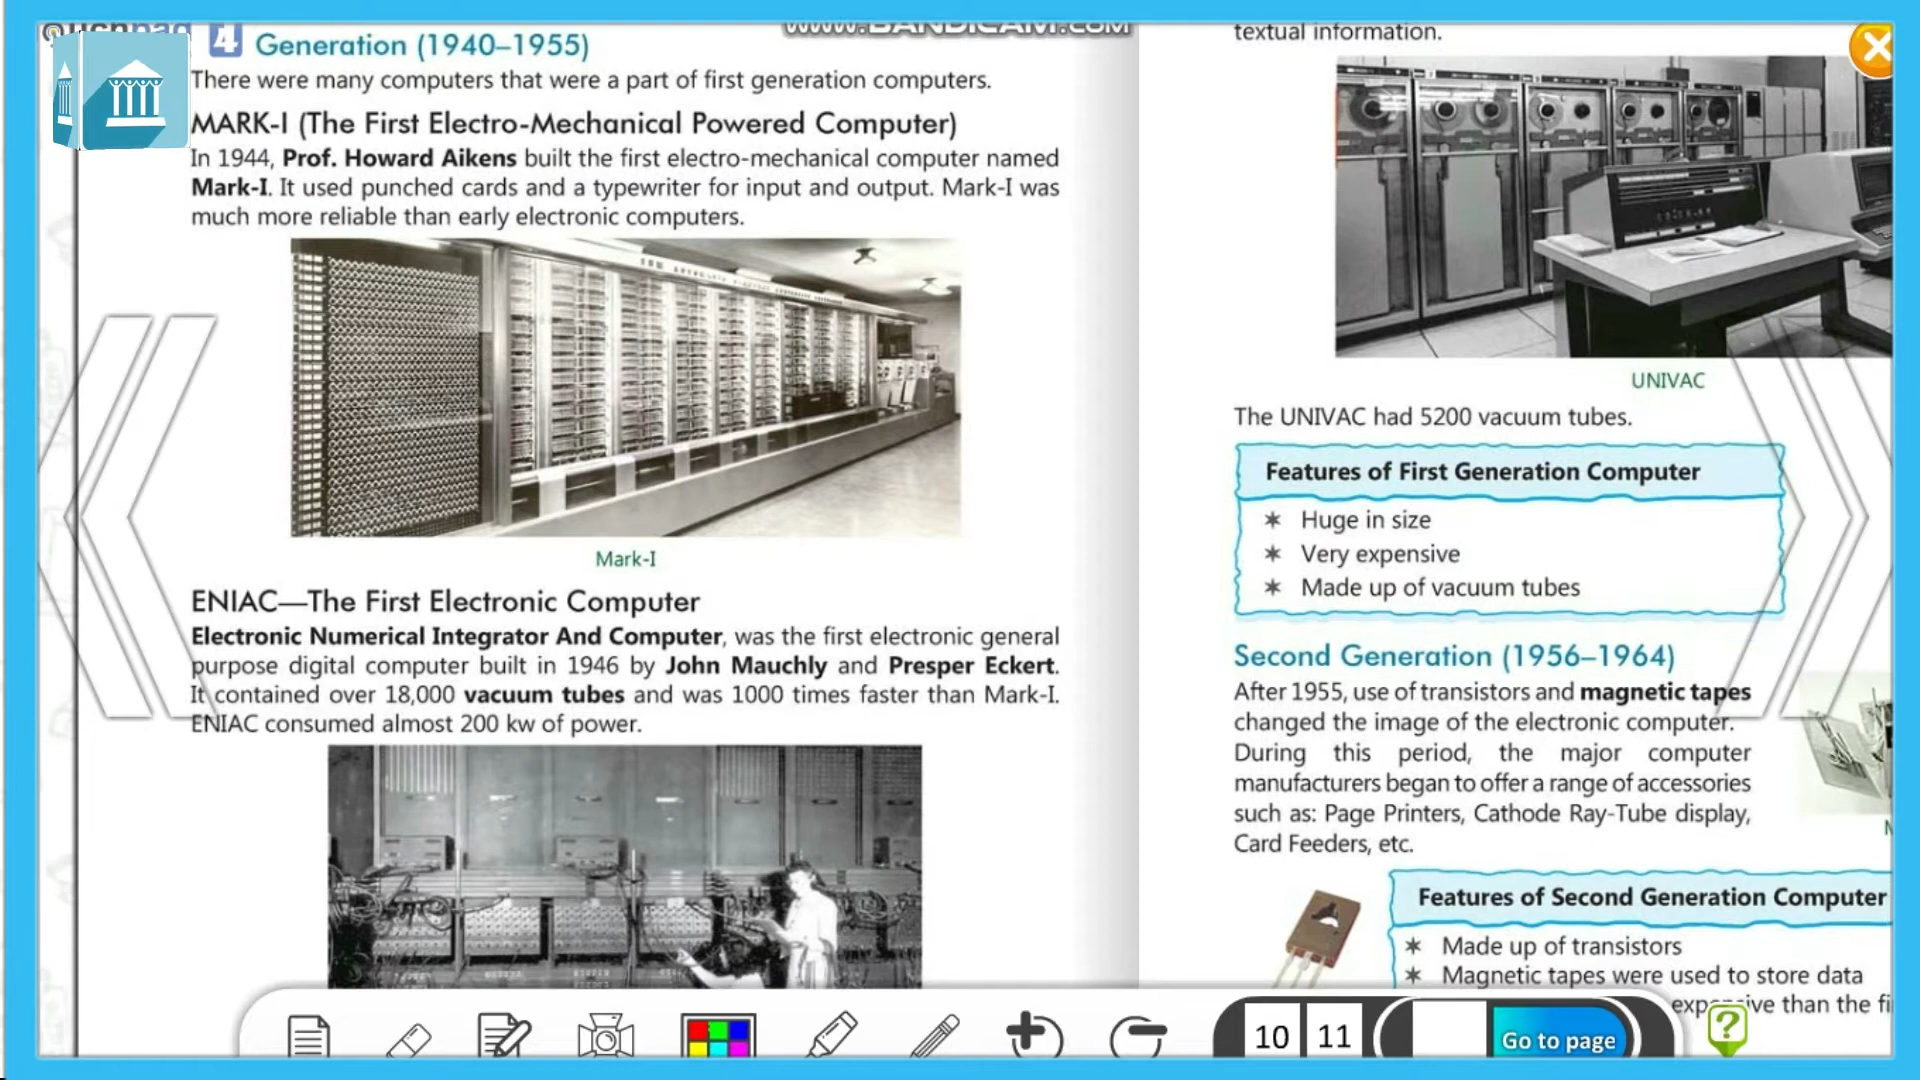 4
Generation (1940–1955)
There were many computers that were a part of first generation computers.
MARK-I (The First Electro-Mechanical Powered Computer)
In 1944, Prof. Howard Aikens built the first electro-mechanical computer named
Mark-I. It used punched cards and a typewriter for input and output. Mark-I was
much more reliable than early electronic computers.
Mark-I
ENIAC—The First Electronic Computer
Electronic Numerical Integrator And Computer, was the first electronic general
purpose digital computer built in 1946 by John Mauchly and Presper Eckert.
It contained over 18,000 vacuum tubes and was 1000 times faster than Mark-I.
ENIAC consumed almost 200 kw of power.
WWW.BANDICAM.COM
textual information.
UNIVAC
The UNIVAC had 5200 vacuum tubes.
Features of First Generation Computer
✶ Huge in size
✶ Very expensive
✶ Made up of vacuum tubes
Second Generation (1956–1964)
After 1955, use of transistors and magnetic tapes
changed the image of the electronic computer.
During this period, the major computer
manufacturers began to offer a range of accessories
such as: Page Printers, Cathode Ray-Tube display,
Card Feeders, etc.
Features of Second Generation Computer
✶ Made up of transistors
✶ Magnetic tapes were used to store data
than the
10 11 Go to page
?